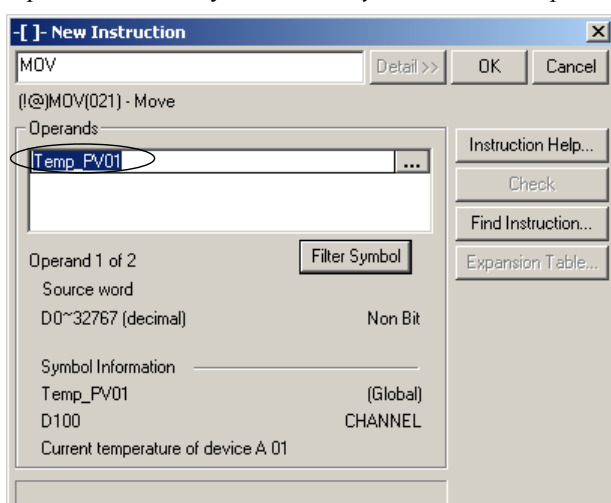 -[ ]- New Instruction
MOV
Detail >>
OK
Cancel
(!@)MOV(021) - Move
Operands
Temp_PV01
...
Instruction Help...
Check
Find Instruction...
Expansion Table...
Operand 1 of 2
Filter Symbol
Source word
D0~32767 (decimal)
Non Bit
Symbol Information
Temp_PV01
(Global)
D100
CHANNEL
Current temperature of device A 01